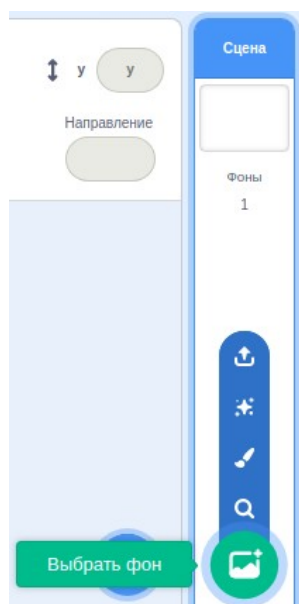 Сцена
y y
Направление
Фоны
1
Выбрать фон